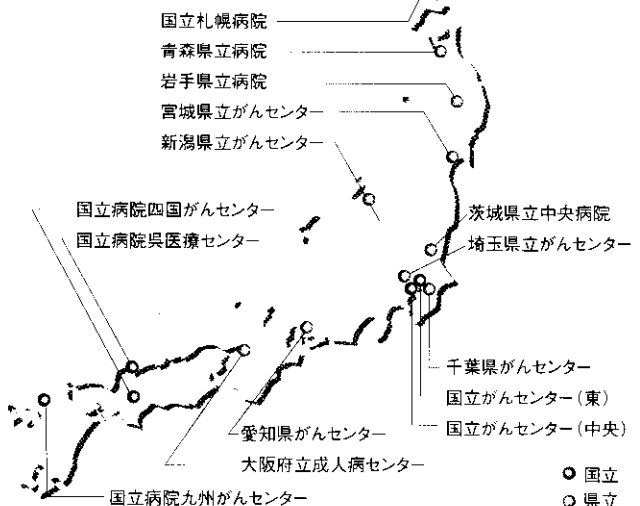 国立札幌病院
青森県立病院
岩手県立病院
宮城県立がんセンター
新潟県立がんセンター
国立病院四国がんセンター
国立病院呉医療センター
茨城県立中央病院
埼玉県立がんセンター
千葉県がんセンター
国立がんセンター（東）
国立がんセンター（中央）
愛知県がんセンター
大阪府立成人病センター
国立病院九州がんセンター
国立
県立